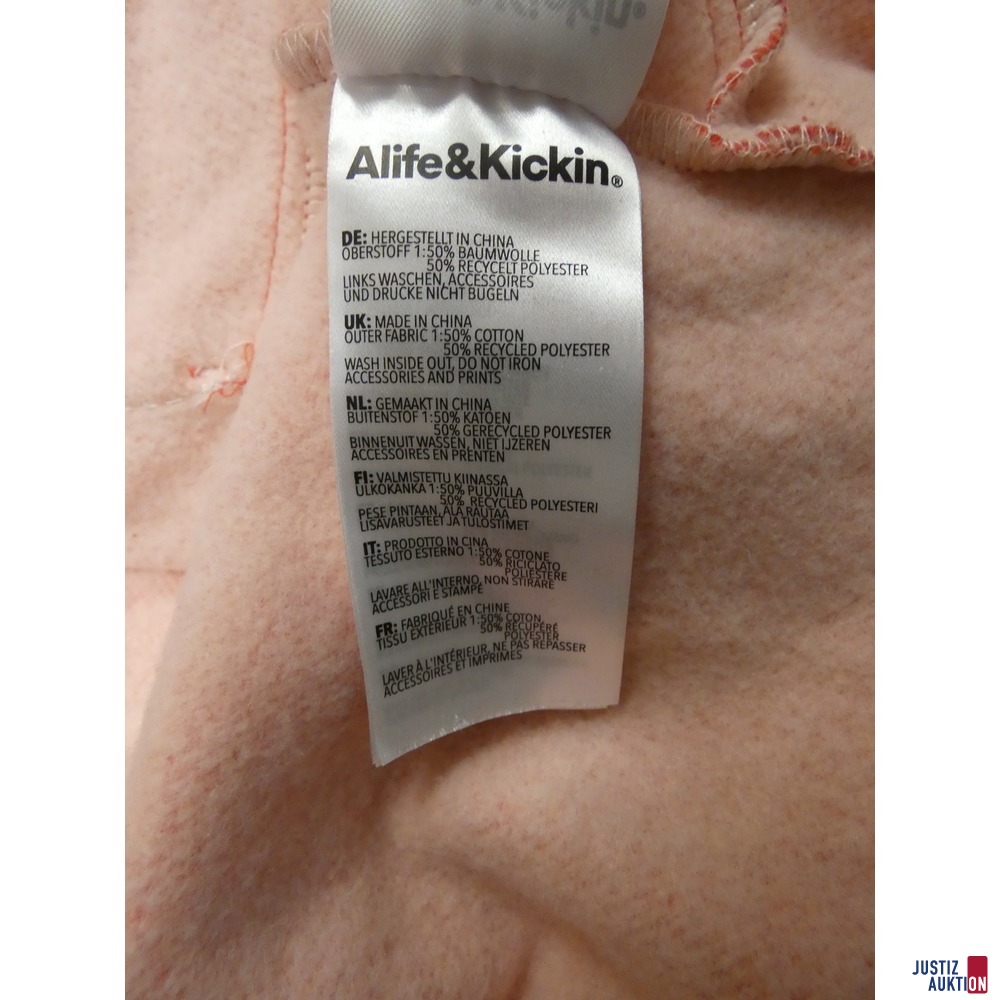 Alife&Kickin®
DE: HERGESTELLT IN CHINA
OBERSTOFF 1:50% BAUMWOLLE
50% RECYCELT POLYESTER
LINKS WASCHEN, ACCESSOIRES
UND DRUCKE NICHT BÜGELN
UK: MADE IN CHINA
OUTER FABRIC 1:50% COTTON
50% RECYCLED POLYESTER
WASH INSIDE OUT, DO NOT IRON
ACCESSORIES AND PRINTS
NL: GEMAAKT IN CHINA
BUITENSTOF 1:50% KATOEN
50% GERECYCLED POLYESTER
BINNENUIT WASSEN, NIET IJZEREN
ACCESSOIRES EN PRENTEN
FI: VALMISTETTU KIINASSA
ULKOKANKA 1:50% PUUVILLA
50% RECYCLED POLYESTERI
PESE PINTAAN, ÄLÄ RAUTAA
LISÄVARUSTEET JA TULOSTIMET
IT: PRODOTTO IN CINA
TESSUTO ESTERNO 1:50% COTONE
50% RICICLATO
POLIESTERE
LAVARE ALL'INTERNO, NON STIRARE
ACCESSORI E STAMPE
FR: FABRIQUÉ EN CHINE
TISSU EXTÉRIEUR 1:50% COTON,
50% RÉCUPÉRÉ
POLYESTER
LAVER À L'INTÉRIEUR, NE PAS REPASSER
ACCESSOIRES ET IMPRIMES
JUSTIZ
AUKTION